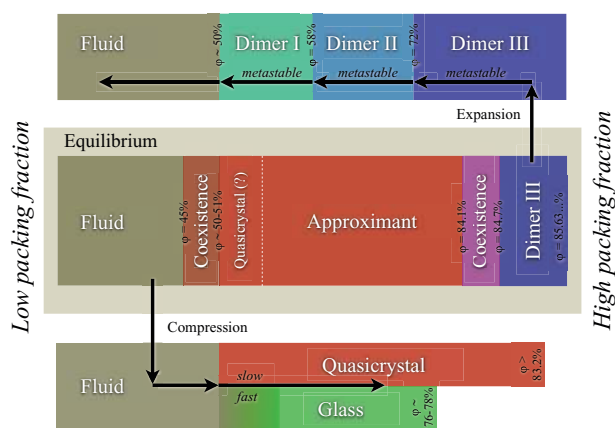 Fluid
φ ~ 50%
Dimer I
φ = 58%
Dimer II
φ = 72%
Dimer III
metastable
metastable
metastable
Expansion
Low packing fraction
Equilibrium
Fluid
φ = 45%
Coexistence
φ ~ 50-51%
Quasicrystal (?)
Approximant
φ = 84.1%
Coexistence
φ = 84.7%
Dimer III
φ = 85.63...%
High packing fraction
Compression
Fluid
slow
fast
Quasicrystal
φ >
83.2%
Glass
φ ~
76-78%